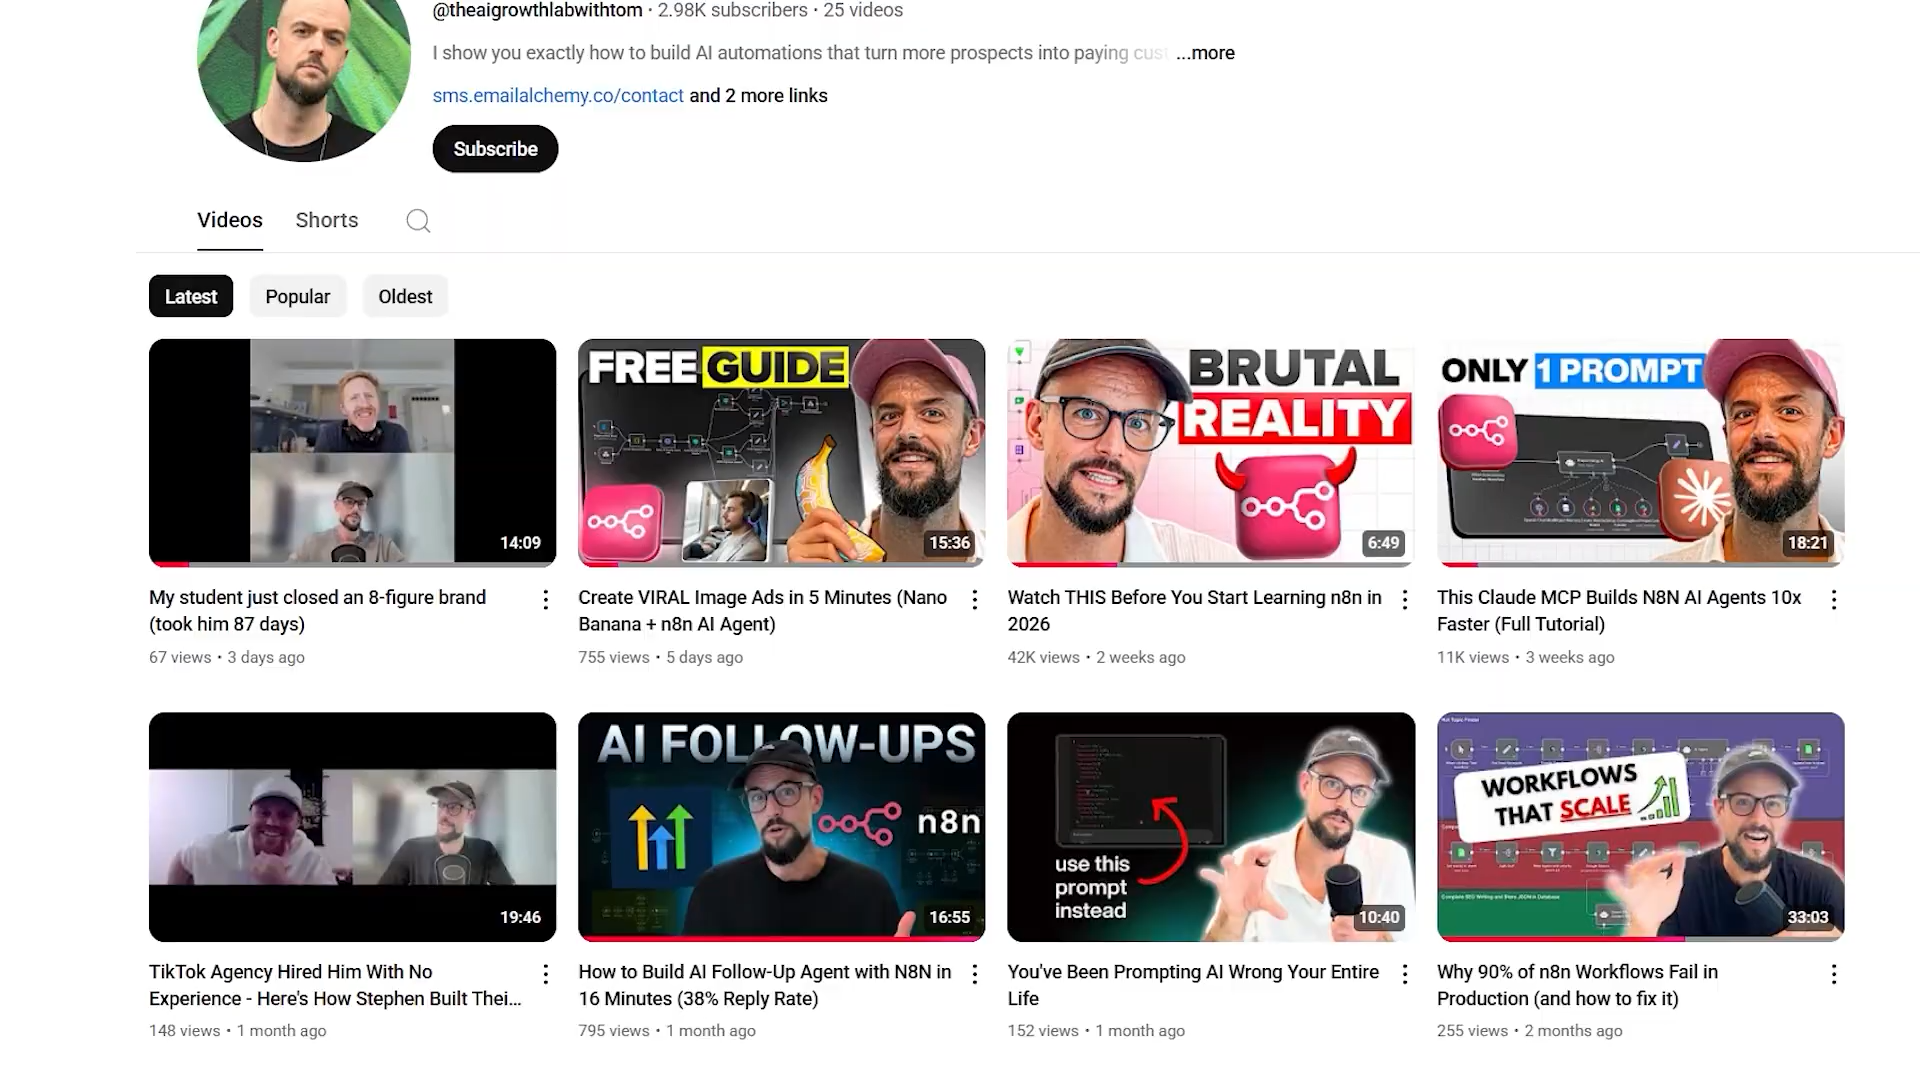 @theaigrowthlabwithtom · 2.98K subscribers · 25 videos
I show you exactly how to build AI automations that turn more prospects into paying cust ...more
sms.emailalchemy.co/contact and 2 more links
Subscribe
Videos Shorts
Latest Popular Oldest
14:09
FREE GUIDE
15:36
BRUTAL
REALITY
6:49
ONLY 1 PROMPT
18:21
My student just closed an 8-figure brand
(took him 87 days)
67 views • 3 days ago
Create VIRAL Image Ads in 5 Minutes (Nano
Banana + n8n AI Agent)
755 views • 5 days ago
Watch THIS Before You Start Learning n8n in
2026
42K views • 2 weeks ago
This Claude MCP Builds N8N AI Agents 10x
Faster (Full Tutorial)
11K views • 3 weeks ago
19:46
AI FOLLOW-UPS
n8n
16:55
use this
prompt
instead
10:40
WORKFLOWS
THAT SCALE
33:03
TikTok Agency Hired Him With No
Experience - Here's How Stephen Built Thei...
148 views • 1 month ago
How to Build AI Follow-Up Agent with N8N in
16 Minutes (38% Reply Rate)
795 views • 1 month ago
You've Been Prompting AI Wrong Your Entire
Life
152 views • 1 month ago
Why 90% of n8n Workflows Fail in
Production (and how to fix it)
255 views • 2 months ago